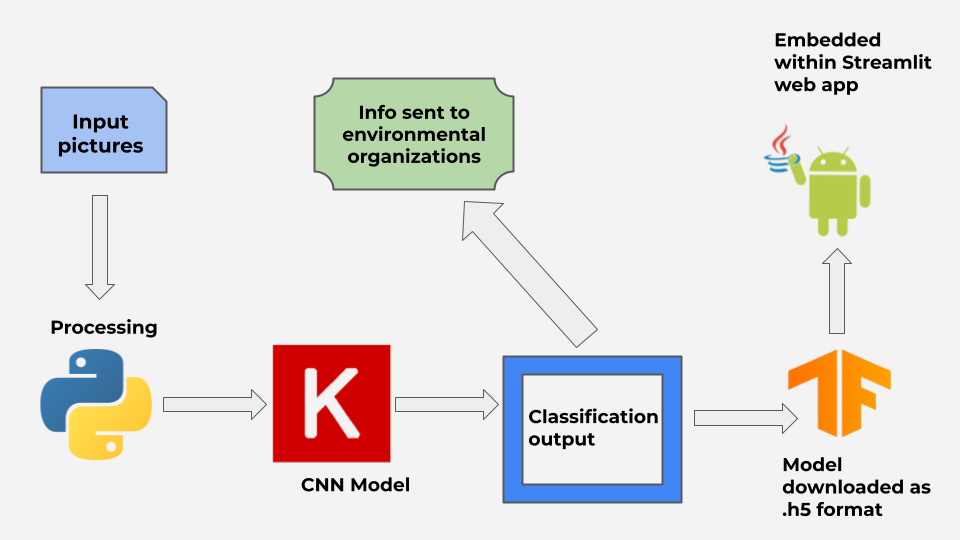 Input
pictures
Info sent to
environmental
organizations
Embedded
within Streamlit
web app
Processing
K
CNN Model
Classification
output
Model
downloaded as
.h5 format